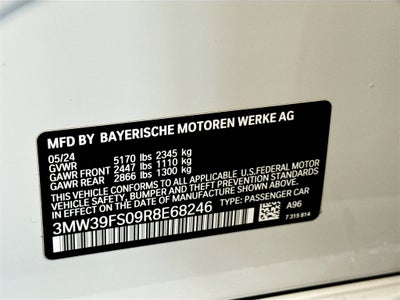 MFD BY BAYERISCHE MOTOREN WERKE AG
05/24
GVWR 5170 lbs 2345 kg
GAWR FRONT 2447 lbs 1110 kg
GAWR REAR 2866 lbs 1300 kg
THIS VEHICLE CONFORMS TO ALL APPLICABLE U.S.FEDERAL MOTOR
VEHICLE SAFETY, BUMPER, AND THEFT PREVENTION STANDARDS
IN EFFECT ON THE DATE OF MANUFACTURE SHOWN ABOVE.
3MW39FS09R8E68246 TYPE: PASSENGER CAR
A96
7 315 814